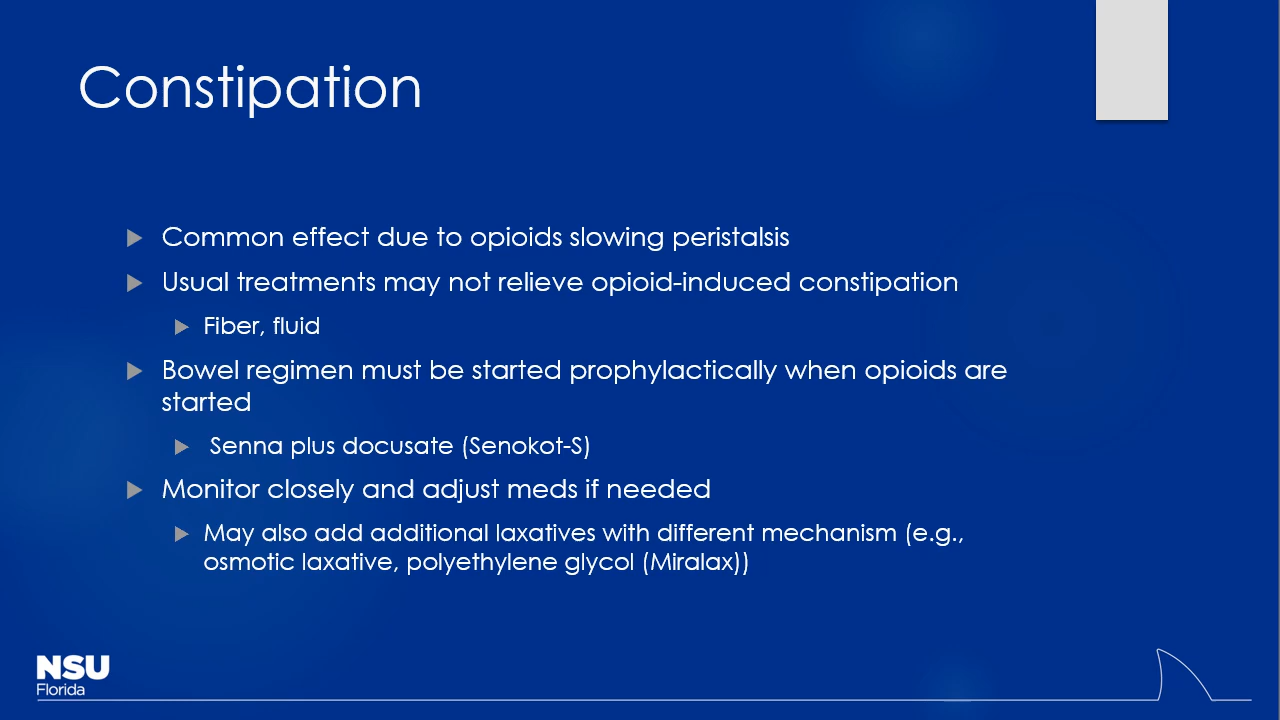 Constipation
Common effect due to opioids slowing peristalsis
Usual treatments may not relieve opioid-induced constipation
Fiber, fluid
Bowel regimen must be started prophylactically when opioids are
started
Senna plus docusate (Senokot-S)
Monitor closely and adjust meds if needed
May also add additional laxatives with different mechanism (e.g.,
osmotic laxative, polyethylene glycol (Miralax))
NSU
Florida